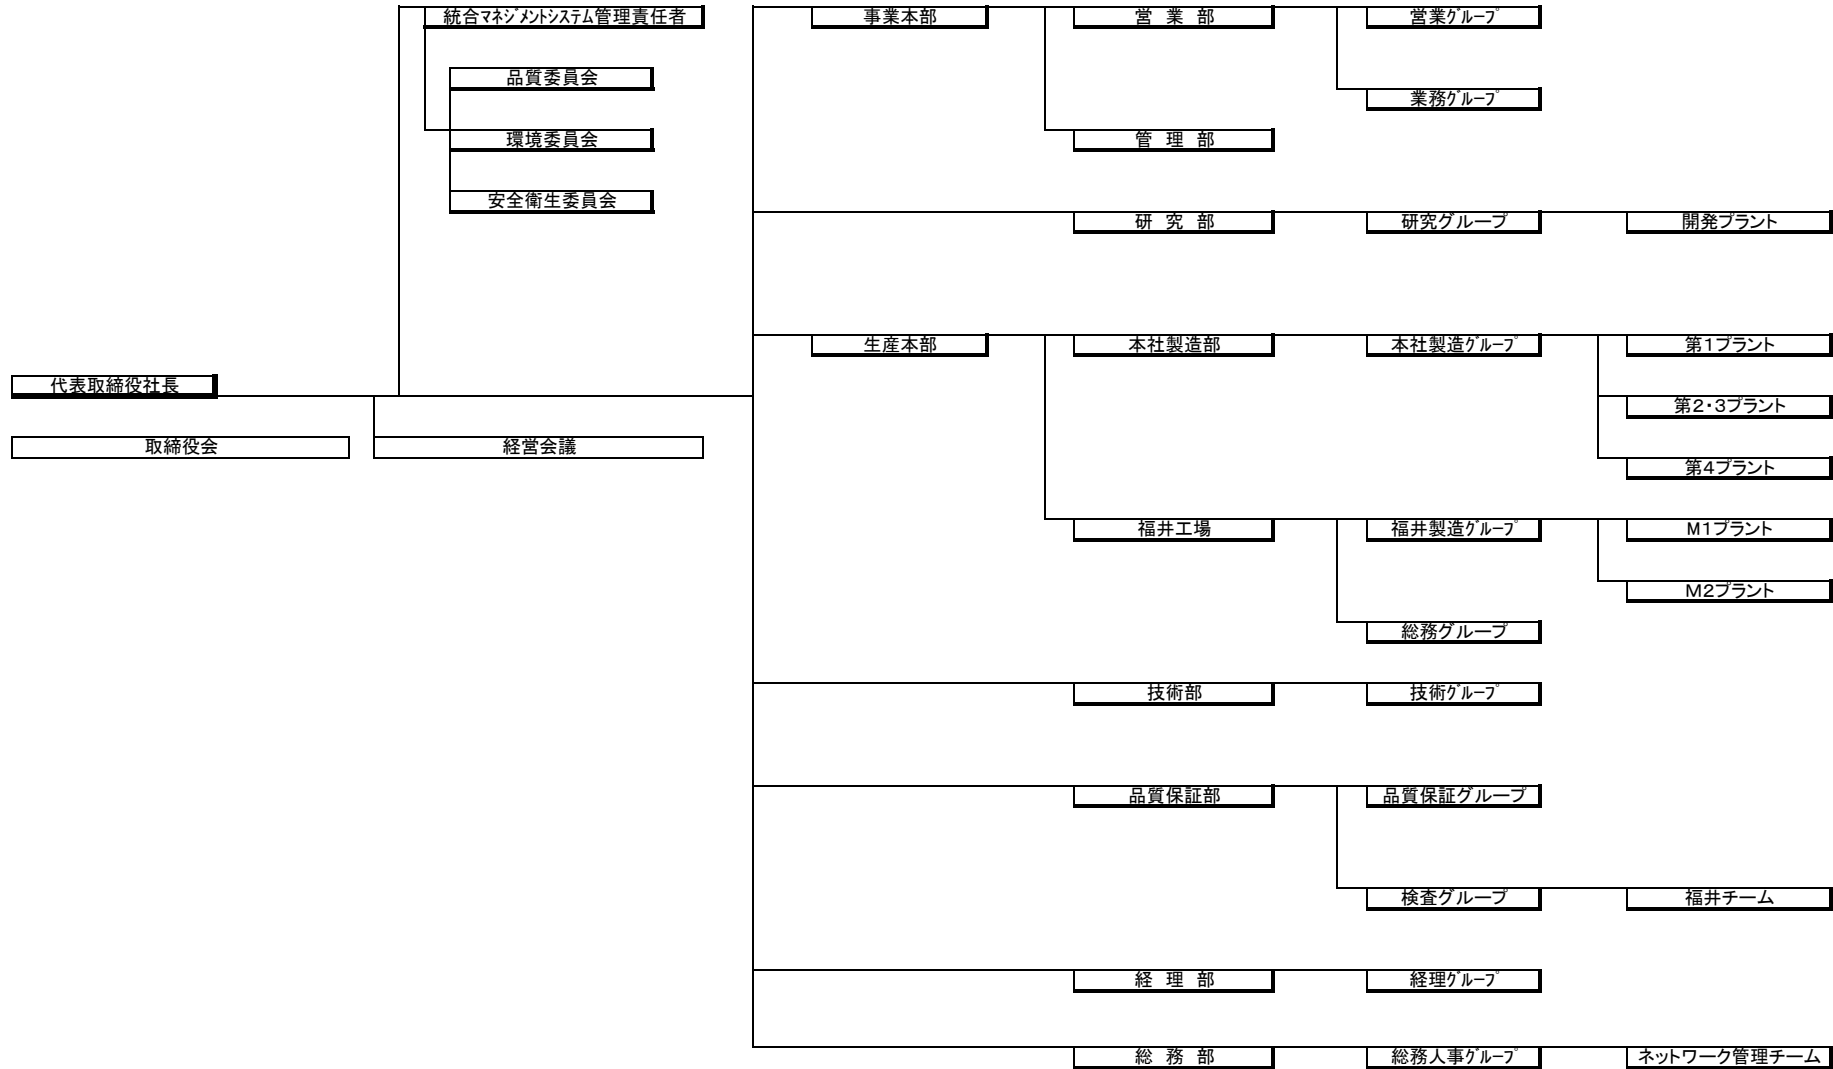 統合マネジメントシステム管理責任者 事業本部 営 業 部 営業グループ
品質委員会
業務グループ
環境委員会 管 理 部
安全衛生委員会
研 究 部 研究グループ 開発プラント
生産本部 本社製造部 本社製造グループ 第1プラント
代表取締役社長
第2・3プラント
取締役会 経営会議
第4プラント
福井工場 福井製造グループ M1プラント
M2プラント
総務グループ
技術部 技術グループ
品質保証部 品質保証グループ
検査グループ 福井チーム
経 理 部 経理グループ
総 務 部 総務人事グループ ネットワーク管理チーム